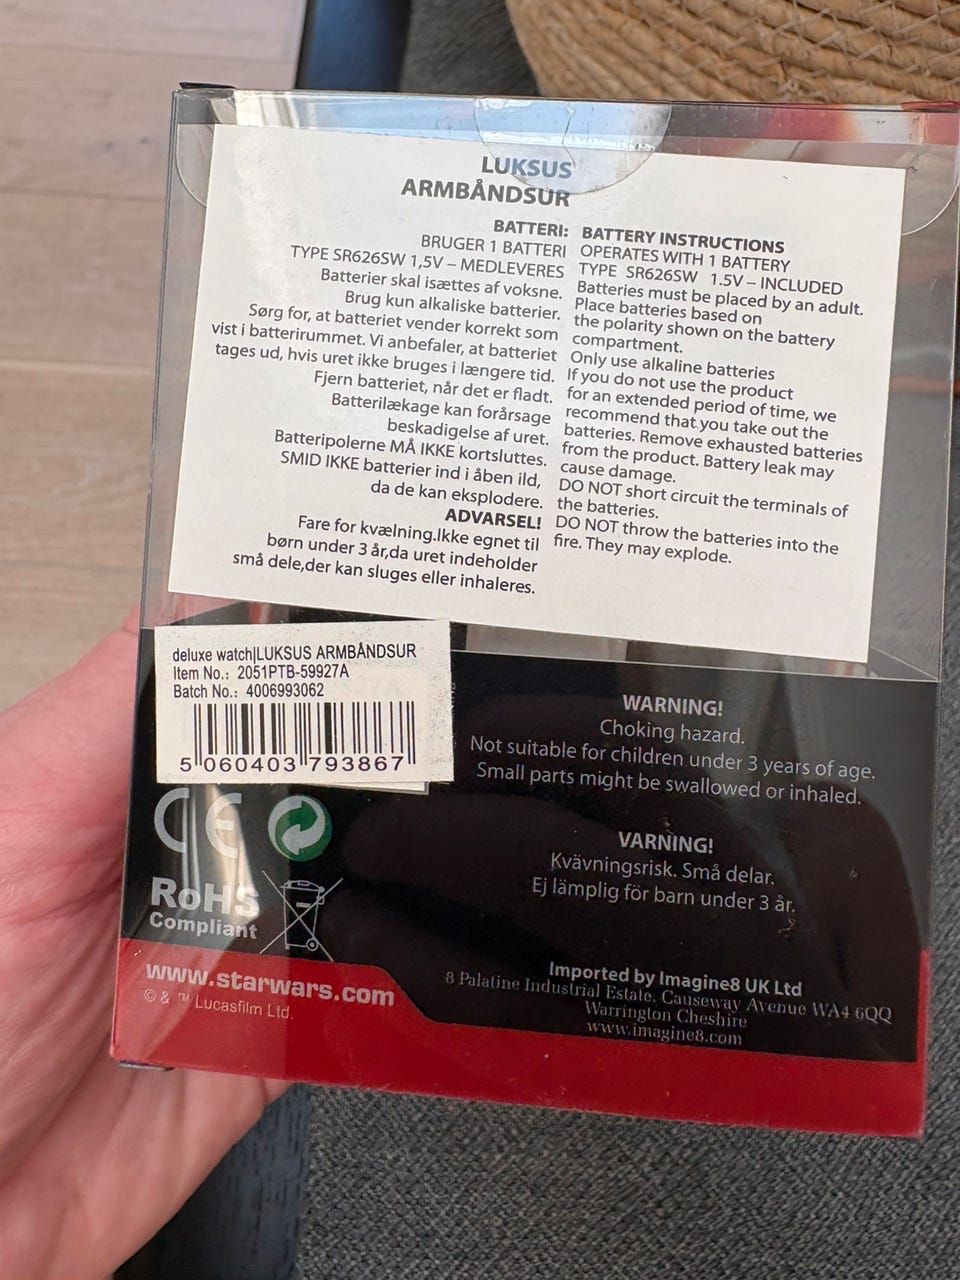 LUKSUS
ARMBÅNDSUR
BATTERI:
BRUGER 1 BATTERI
TYPE SR626SW 1,5V – MEDLEVERES
Batterier skal isættes af voksne.
Brug kun alkaliske batterier.
Sørg for, at batteriet vender korrekt som
vist i batterirummet. Vi anbefaler, at batteriet
tages ud, hvis uret ikke bruges i længere tid.
Fjern batteriet, når det er fladt.
Batterilækage kan forårsage
beskadigelse af uret.
Batteripolerne MÅ IKKE kortsluttes.
SMID IKKE batterier ind i åben ild,
da de kan eksplodere.
ADVARSEL!
Fare for kvælning.Ikke egnet til
børn under 3 år,da uret indeholder
små dele,der kan sluges eller inhaleres.
BATTERY INSTRUCTIONS
OPERATES WITH 1 BATTERY
TYPE SR626SW 1.5V – INCLUDED
Batteries must be placed by an adult.
Place batteries based on
the polarity shown on the battery
compartment.
Only use alkaline batteries
If you do not use the product
for an extended period of time, we
recommend that you take out the
batteries. Remove exhausted batteries
from the product. Battery leak may
cause damage.
DO NOT short circuit the terminals of
the batteries.
DO NOT throw the batteries into the
fire. They may explode.
deluxe watch|LUKSUS ARMBÅNDSUR
Item No.: 2051PTB-59927A
Batch No.: 4006993062
5 060403 793867
CE
RoHS
Compliant
WARNING!
Choking hazard.
Not suitable for children under 3 years of age.
Small parts might be swallowed or inhaled.
VARNING!
Kvävningsrisk. Små delar.
Ej lämplig för barn under 3 år.
www.starwars.com
© & ™ Lucasfilm Ltd.
Imported by Imagine8 UK Ltd
8 Palatine Industrial Estate, Causeway Avenue WA4 6QQ
Warrington Cheshire
www.imagine8.com